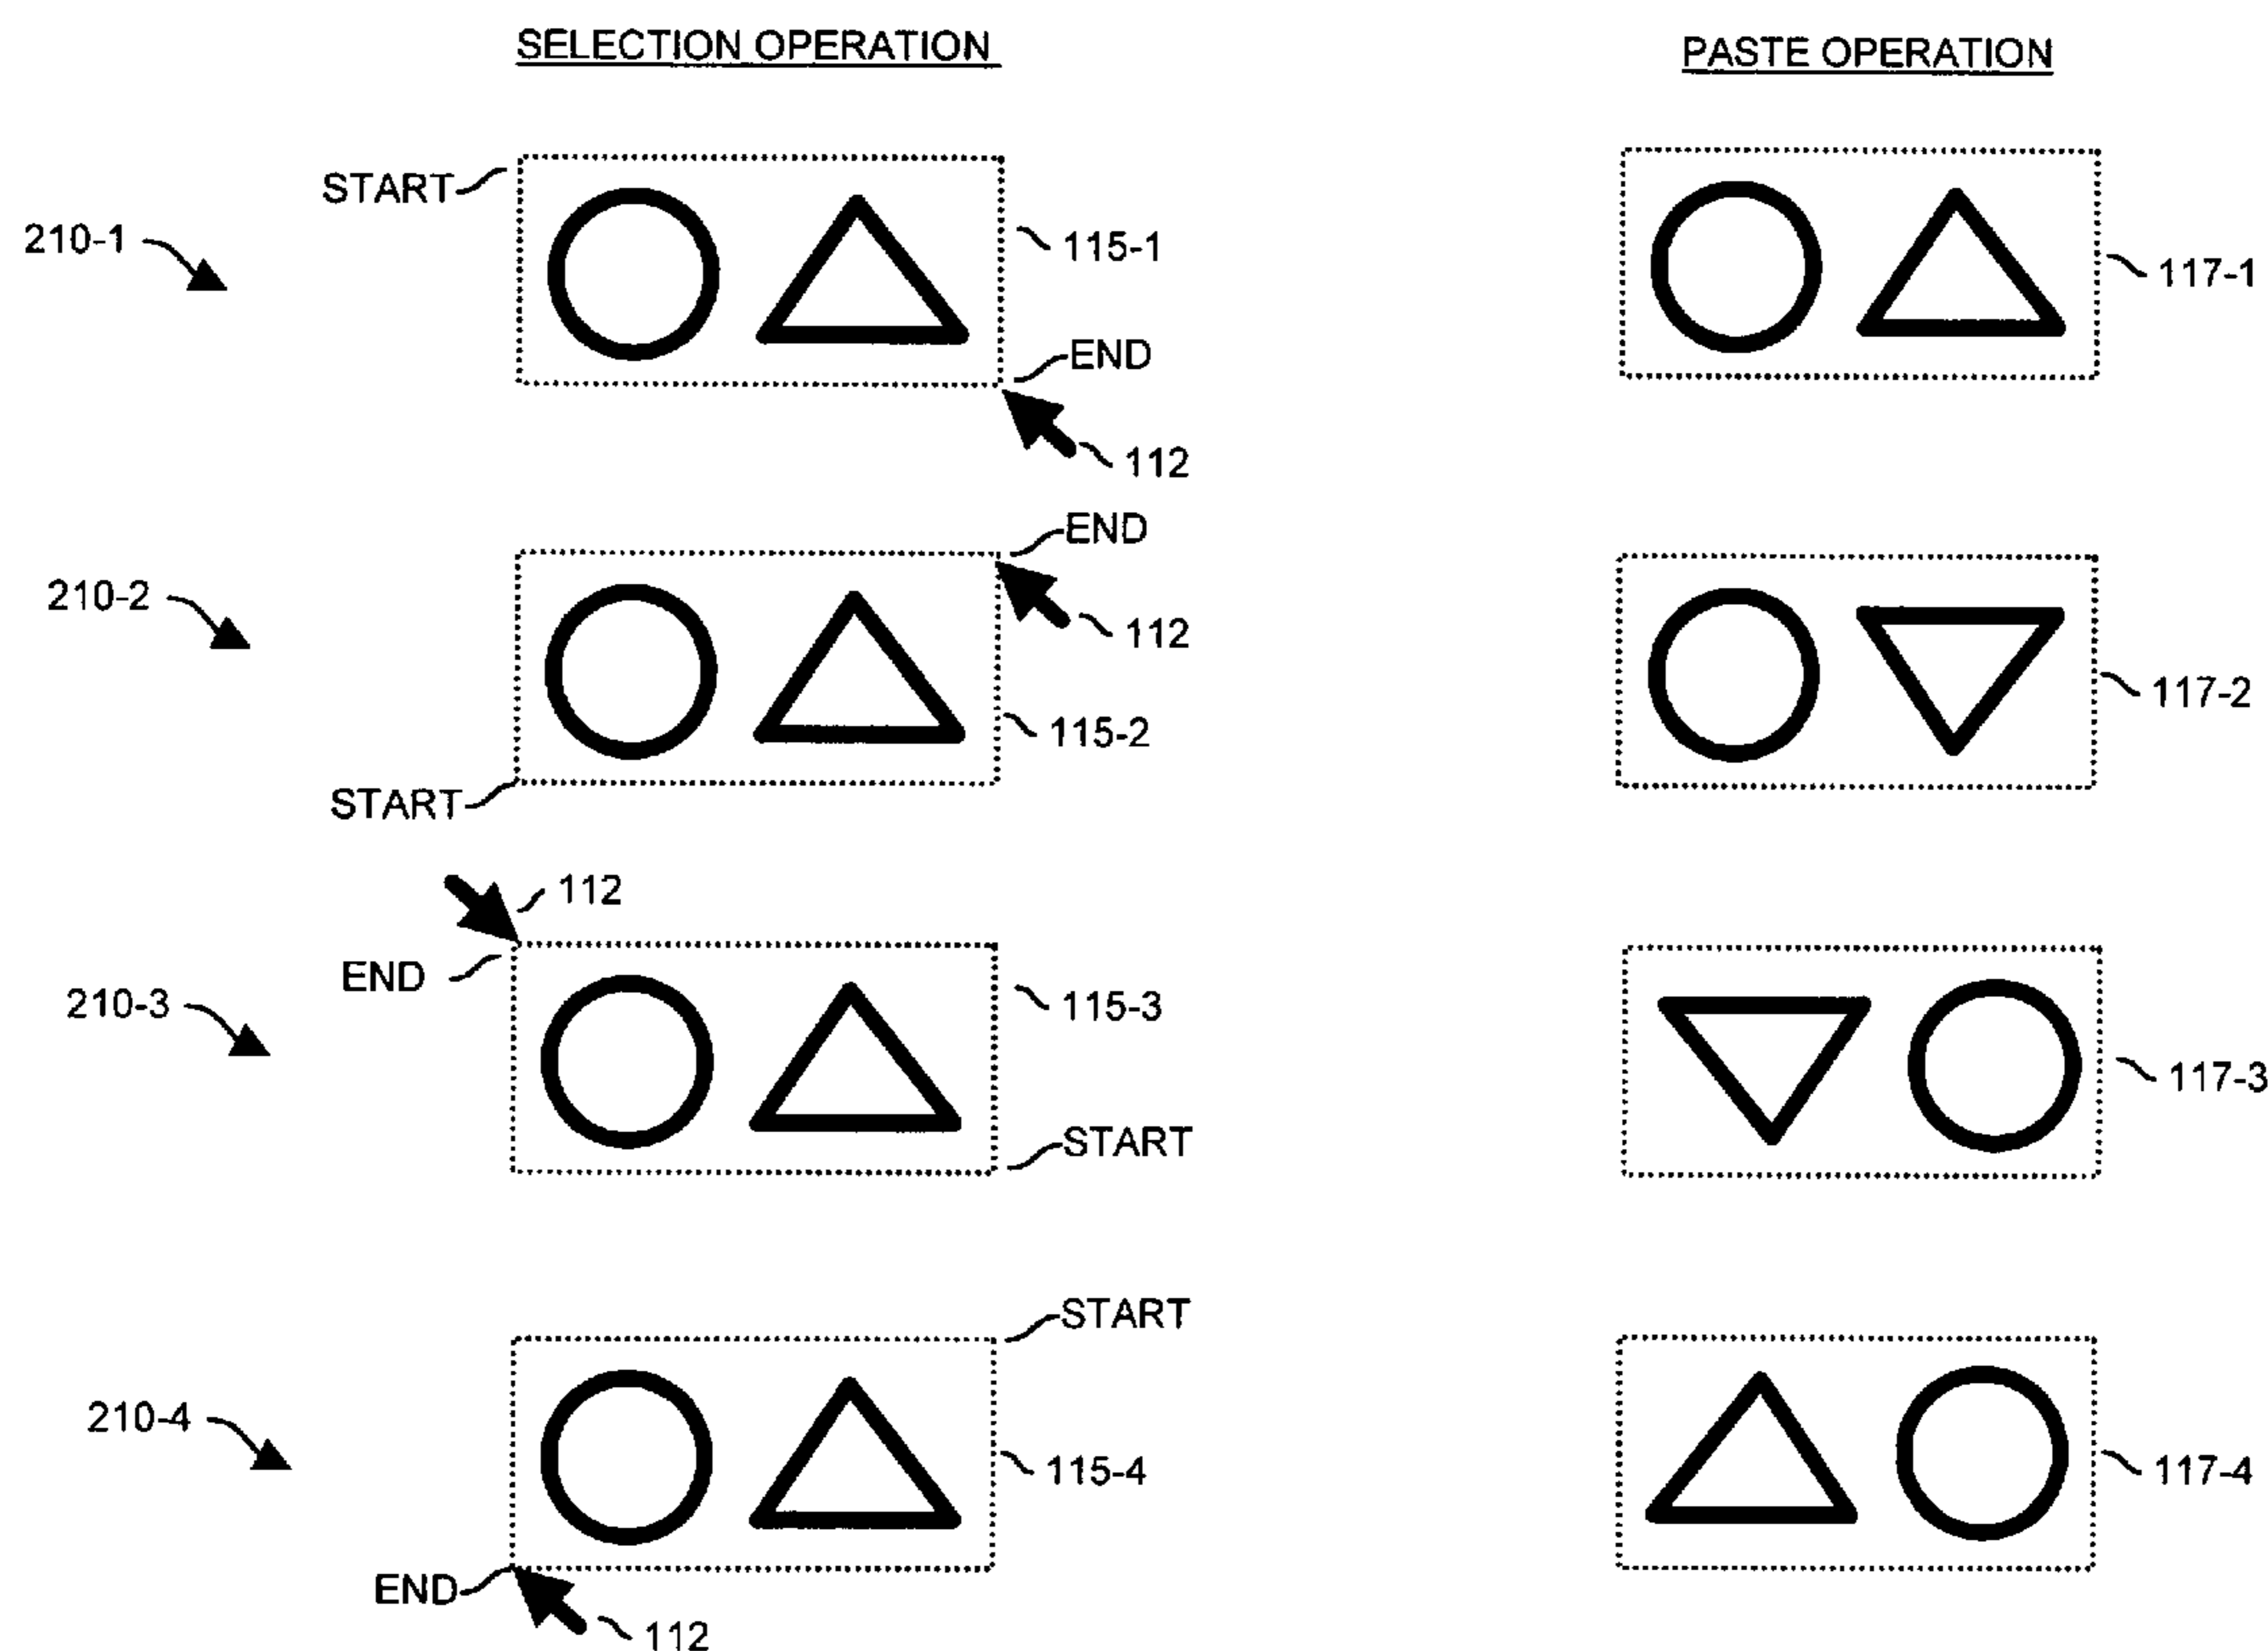 SELECTION OPERATION
PASTE OPERATION
START
210-1
115-1
117-1
END
112
END
210-2
112
117-2
115-2
START
112
END
210-3
115-3
117-3
START
START
210-4
115-4
117-4
END
112